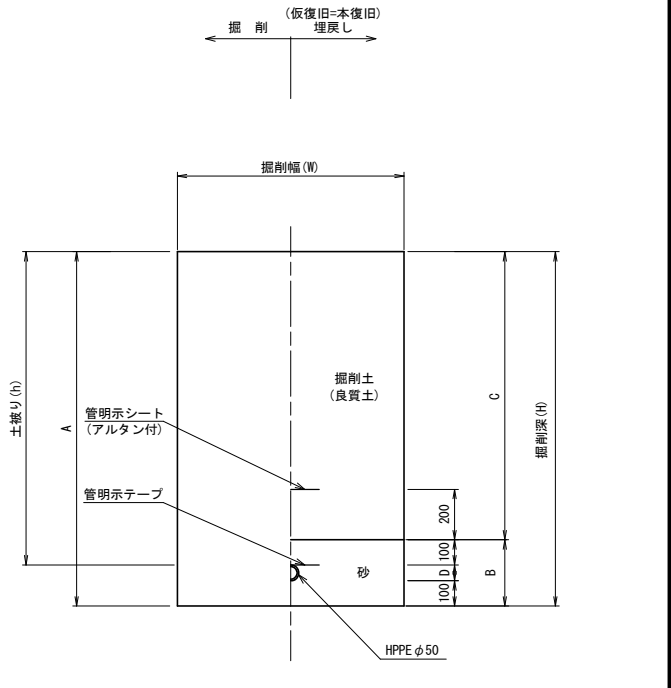 (仮復旧=本復旧)
掘 削 埋戻し
掘削幅(W)
掘削土
(良質土)
土被り(h)
A
C
掘削深(H)
管明示シート
(アルタン付)
管明示テープ
200
100
砂
D
B
100
HPPEφ50